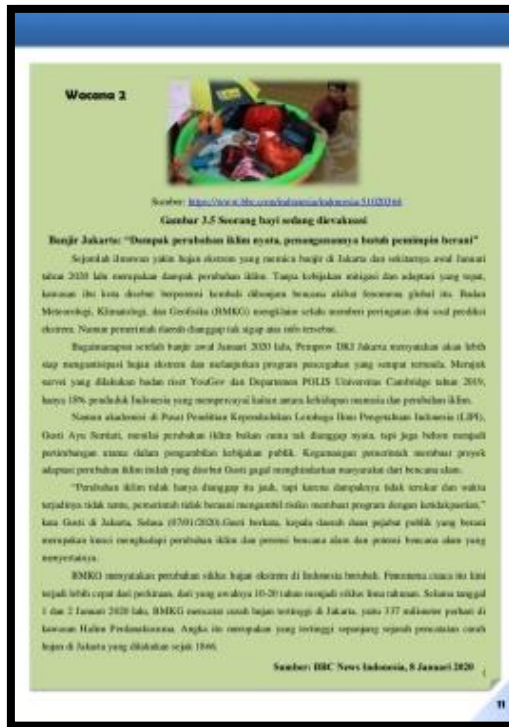 Wacana 2
Sumber: https://www.bbc.com/indonesia/indonesia-51020364
Gambar 3.5 Seorang bayi sedang dievakuasi
Banjir Jakarta: "Dampak perubahan iklim nyata, penanganannya butuh pemimpin berani"
Sejumlah ilmuwan yakin hujan ekstrem yang memicu banjir di Jakarta dan sekitarnya awal Januari
tahun 2020 lalu merupakan dampak perubahan iklim. Tanpa kebijakan mitigasi dan adaptasi yang tepat,
kawasan ibu kota disebut berpotensi kembali dihunjam bencana akibat fenomena global itu. Badan
Meteorologi, Klimatologi, dan Geofisika (BMKG) mengklaim selalu memberi peringatan dini soal prediksi
ekstrem. Namun pemerintah daerah dianggap tak sigap atas info tersebut.
Bagaimanapun setelah banjir awal Januari 2020 lalu, Pemprov DKI Jakarta menyatakan akan lebih
siap mengantisipasi hujan ekstrem dan melanjutkan program pencegahan yang sempat tertunda. Merujuk
survei yang dilakukan badan riset YouGov dan Departemen POLIS Universitas Cambridge tahun 2019,
hanya 18% penduduk Indonesia yang mempercayai kaitan antara kehidupan manusia dan perubahan iklim.
Namun akademisi di Pusat Penelitian Kependudukan Lembaga Ilmu Pengetahuan Indonesia (LIPI),
Gusti Ayu Surtiari, menilai perubahan iklim bukan cuma tak dianggap nyata, tapi juga belum menjadi
pertimbangan utama dalam pengambilan kebijakan publik. Kegamangan pemerintah membuat proyek
adaptasi perubahan iklim itulah yang disebut Gusti gagal menghindarkan masyarakat dari bencana alam.
"Perubahan iklim tidak hanya dianggap itu jauh, tapi karena dampaknya tidak terukur dan waktu
terjadinya tidak tentu, pemerintah tidak berani mengambil risiko membuat program dengan ketidakpastian,"
kata Gusti di Jakarta, Selasa (07/01/2020).Gusti berkata, kepala daerah daan pejabat publik yang berani
merupakan kunci menghadapi perubahan iklim dan potensi bencana alam dan potensi bencana alam yang
menyertainya.
BMKG menyatakan perubahan siklus hujan ekstrem di Indonesia berubah. Fenomena cuaca itu kini
terjadi lebih cepat dari perkiraan, dari yang awalnya 10-20 tahun menjadi siklus lima tahunan. Selama tanggal
1 dan 2 Januari 2020 lalu, BMKG mencatat curah hujan tertinggi di Jakarta, yaitu 377 milimeter perhari di
kawasan Halim Perdanakusuma. Angka itu merupakan yang tertinggi sepanjang sejarah pencatatan curah
hujan di Jakarta yang dilakukan sejak 1866.
Sumber: BBC News Indonesia, 8 Januari 2020
11